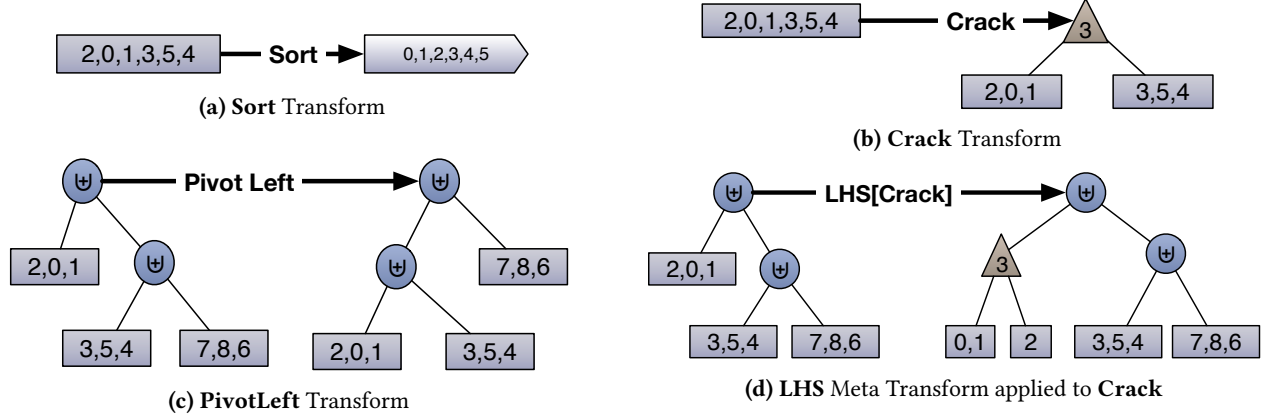 2,0,1,3,5,4 Sort 0,1,2,3,4,5
(a) Sort Transform
2,0,1,3,5,4 Crack 3
2,0,1 3,5,4
(b) Crack Transform
⊎ Pivot Left ⊎
2,0,1 ⊎ ⊎ 7,8,6
3,5,4 7,8,6 2,0,1 3,5,4
(c) PivotLeft Transform
⊎ LHS[Crack] ⊎
2,0,1 ⊎ 3 ⊎
3,5,4 7,8,6 0,1 2 3,5,4 7,8,6
(d) LHS Meta Transform applied to Crack